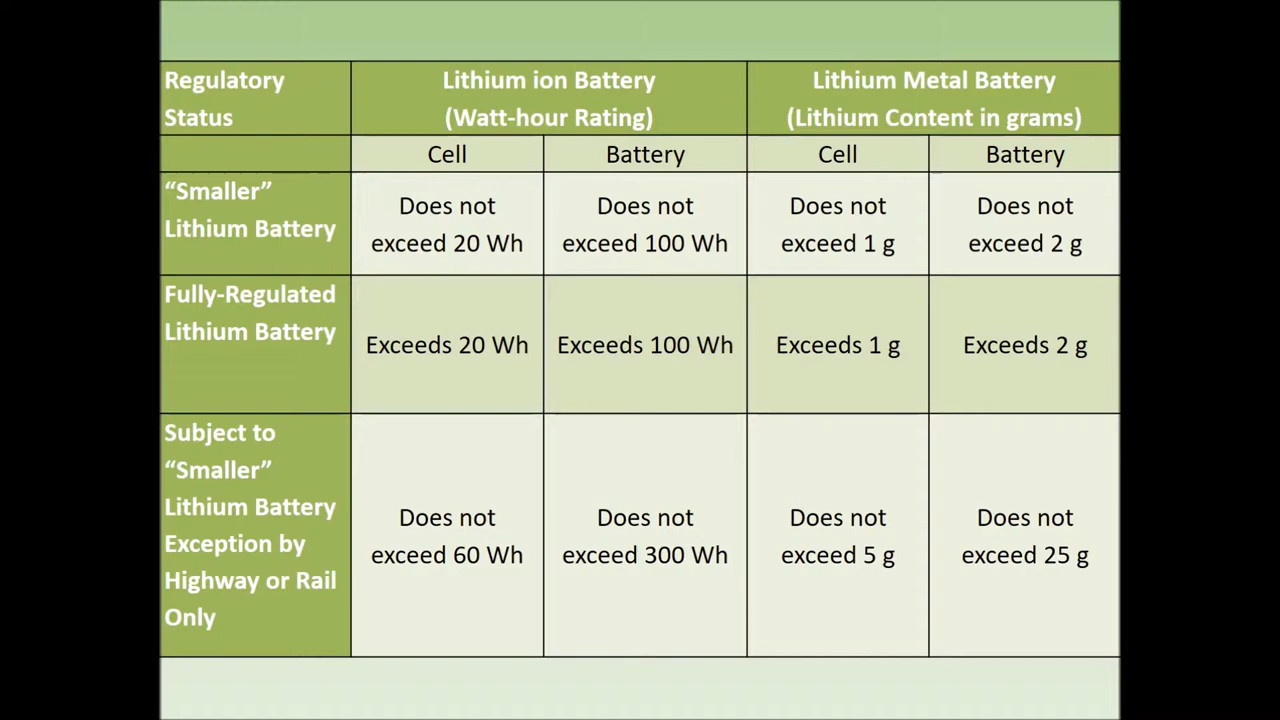 Regulatory
Status
Lithium ion Battery
(Watt-hour Rating)
Lithium Metal Battery
(Lithium Content in grams)
Cell
Battery
Cell
Battery
“Smaller”
Lithium Battery
Does not
exceed 20 Wh
Does not
exceed 100 Wh
Does not
exceed 1 g
Does not
exceed 2 g
Fully-Regulated
Lithium Battery
Exceeds 20 Wh
Exceeds 100 Wh
Exceeds 1 g
Exceeds 2 g
Subject to
“Smaller”
Lithium Battery
Exception by
Highway or Rail
Only
Does not
exceed 60 Wh
Does not
exceed 300 Wh
Does not
exceed 5 g
Does not
exceed 25 g